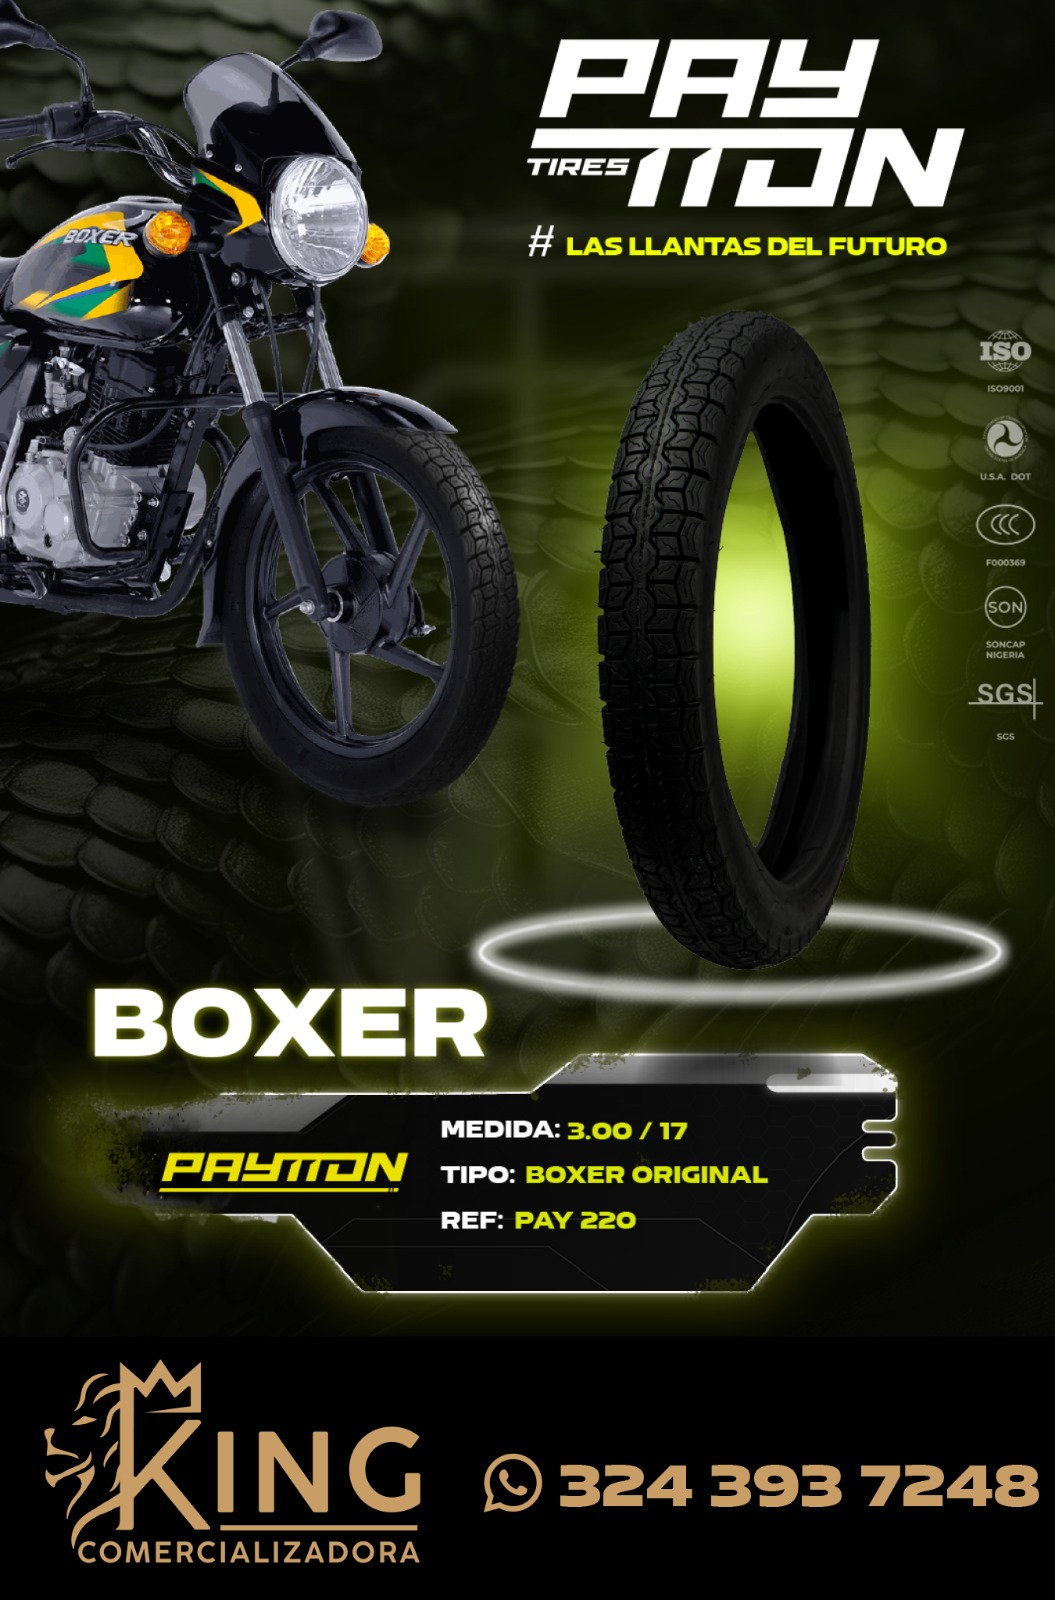 PAY
TIRES TTON
# LAS LLANTAS DEL FUTURO
BOXER
ISO
ISO9001
U.S.A. DOT
CCC
F000369
SON
SONCAP
NIGERIA
SGS
SGS
BOXER
PAYTTON
MEDIDA: 3.00 / 17
TIPO: BOXER ORIGINAL
REF: PAY 220
KING
COMERCIALIZADORA
324 393 7248